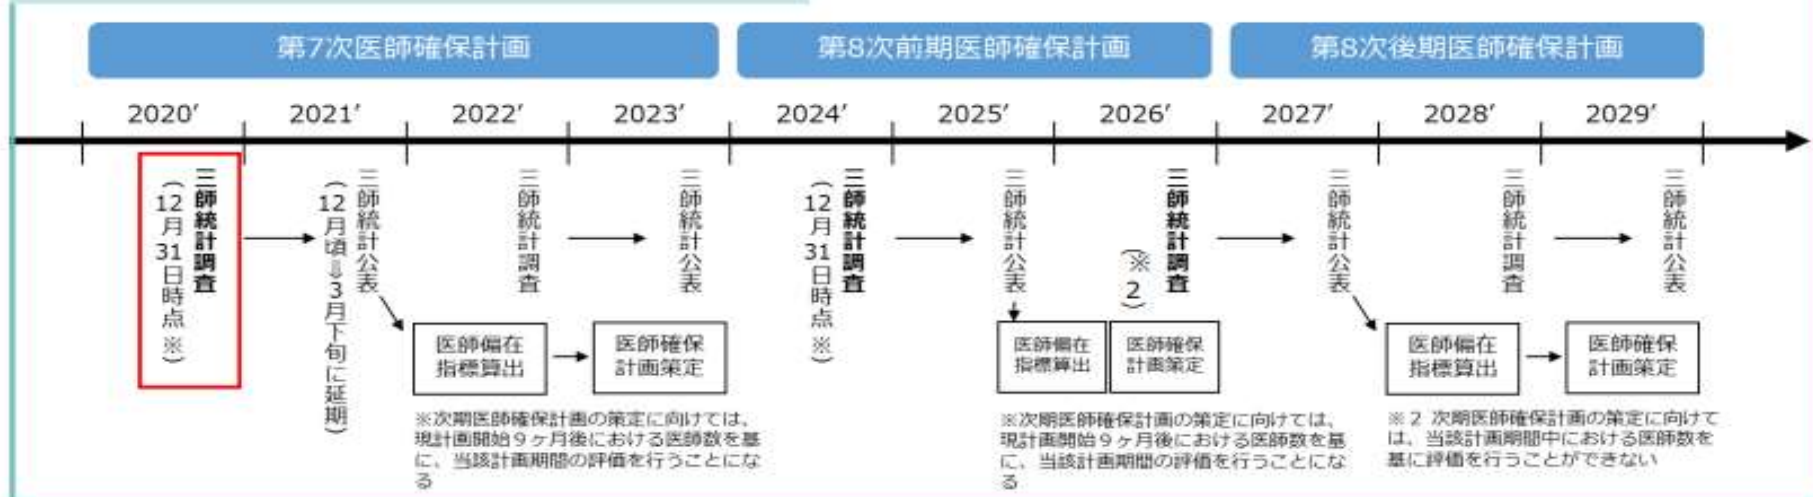 第7次医師確保計画
第8次前期医師確保計画
第8次後期医師確保計画
2020′
2021′
2022′
2023′
2024′
2025′
2026′
2027′
2028′
2029′
三師統計調査
(12月31日時点※)
三師統計公表
(12月頃⇒3月下旬に延期)
三師統計調査
三師統計公表
三師統計調査
(12月31日時点※)
三師統計公表
三師統計調査
(※2)
三師統計公表
三師統計調査
三師統計公表
医師偏在
指標算出
医師確保
計画策定
医師偏在
指標算出
医師確保
計画策定
医師偏在
指標算出
医師確保
計画策定
※次期医師確保計画の策定に向けては、
現計画開始9ヶ月後における医師数を基
に、当該計画期間の評価を行うことにな
る
※次期医師確保計画の策定に向けては、
現計画開始9ヶ月後における医師数を基
に、当該計画期間の評価を行うことにな
る
※2 次期医師確保計画の策定に向けて
は、当該計画期間中における医師数を
基に評価を行うことができない